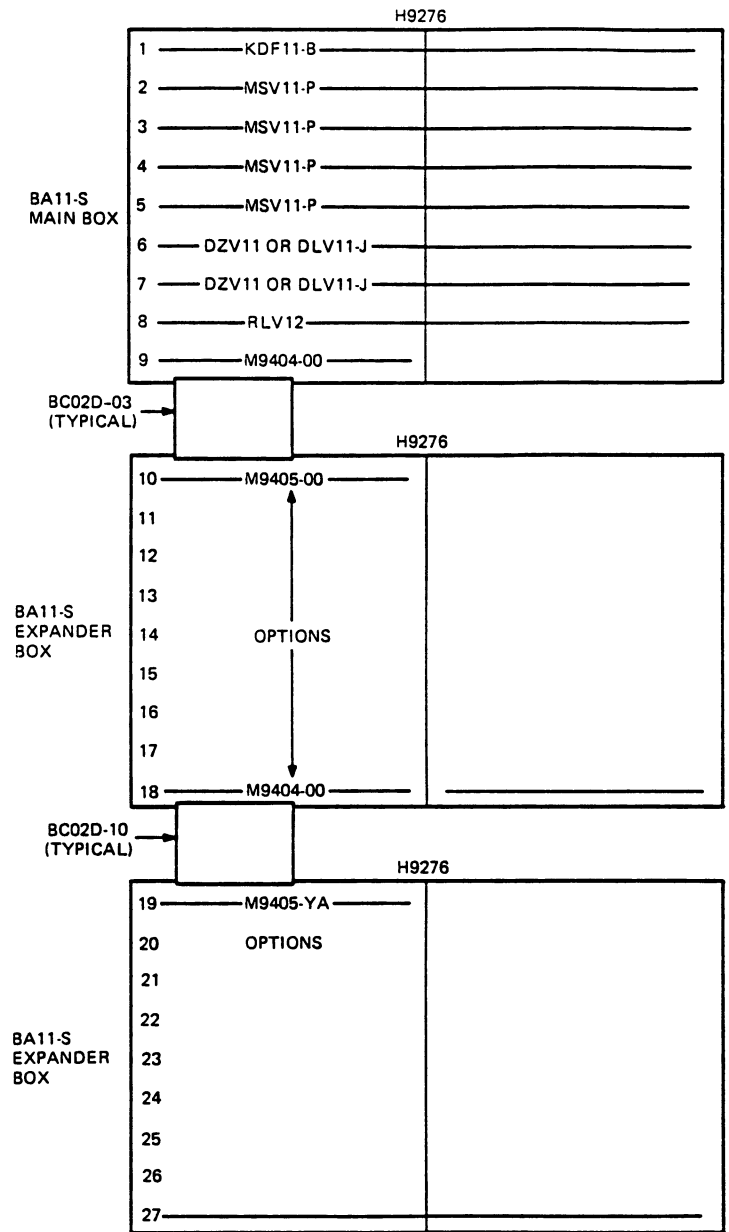 H9276
1 KDF11-B
2 MSV11-P
3 MSV11-P
4 MSV11-P
5 MSV11-P
BA11-S
MAIN BOX
6 DZV11 OR DLV11-J
7 DZV11 OR DLV11-J
8 RLV12
9 M9404-00
BC02D-03
(TYPICAL)
H9276
10 M9405-00
11
12
13
BA11-S
EXPANDER
BOX
14 OPTIONS
15
16
17
18 M9404-00
BC02D-10
(TYPICAL)
H9276
19 M9405-YA
20 OPTIONS
21
22
BA11-S
EXPANDER
BOX
23
24
25
26
27